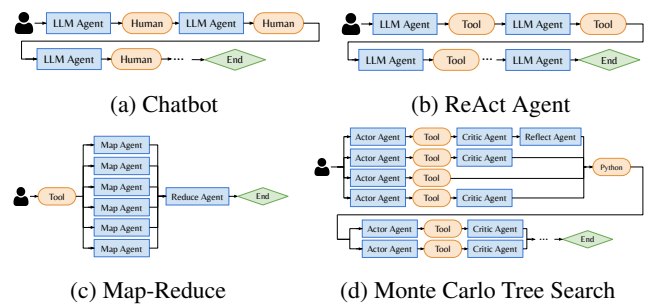 LLM Agent Human LLM Agent Human
LLM Agent Human ... End
(a) Chatbot
LLM Agent Tool LLM Agent Tool
LLM Agent Tool ... LLM Agent End
(b) ReAct Agent
Map Agent
Map Agent
Map Agent
Tool Reduce Agent End
Map Agent
Map Agent
Map Agent
(c) Map-Reduce
Actor Agent Tool Critic Agent Reflect Agent
Actor Agent Tool Critic Agent
Python
Actor Agent Tool
Actor Agent Tool Critic Agent
Actor Agent Tool Critic Agent
... End
Actor Agent Tool Critic Agent
(d) Monte Carlo Tree Search